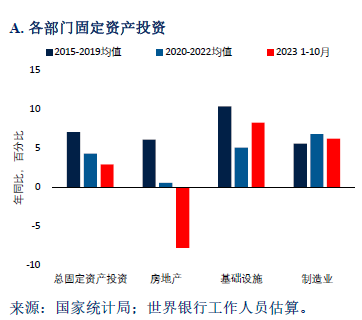 A. 各部门固定资产投资
2015-2019均值 2020-2022均值 2023 1-10月
年同比，百分比
15
10
5
0
-5
-10
总固定资产投资 房地产 基础设施 制造业
来源：国家统计局；世界银行工作人员估算。